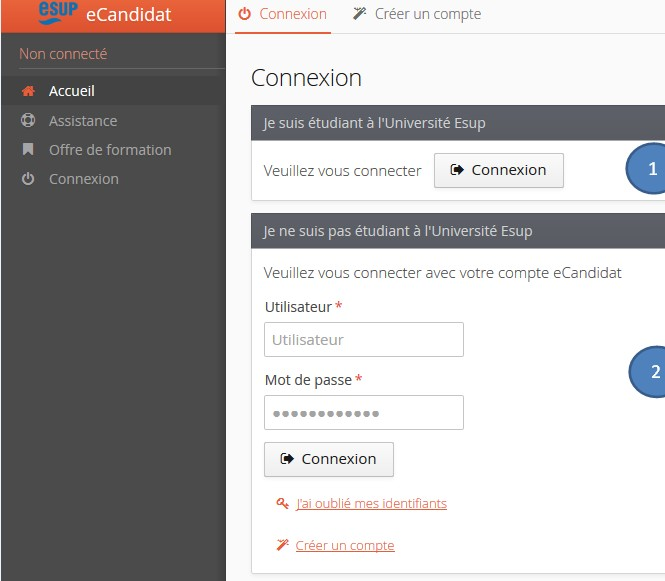 esup eCandidat
Non connecté
Accueil
Assistance
Offre de formation
Connexion
Connexion Créer un compte
Connexion
Je suis étudiant à l'Université Esup
Veuillez vous connecter Connexion
1
Je ne suis pas étudiant à l'Université Esup
Veuillez vous connecter avec votre compte eCandidat
Utilisateur *
Utilisateur
2
Mot de passe *
Connexion
J'ai oublié mes identifiants
Créer un compte